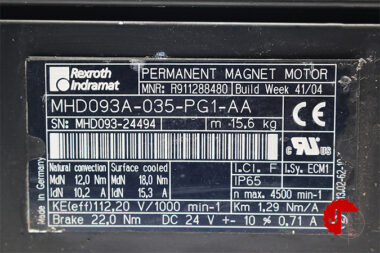 Rexroth
Indramat
PERMANENT MAGNET MOTOR
MNR: R911288480 Build Week 41/04
MHD093A-035-PG1-AA
SN: MHD093-24494 m 15,6 kg
CE
Made in Germany
Natural convection Surface cooled I.Cl. F I.Sy. ECM1
MdN 12,0 Nm MdN 18,0 Nm IP65
IdN 10,2 A IdN 15,3 A n max 4500 min-1
KE(eff)112,20 V/1000 min-1 Km 1,29 Nm/A
Brake 22,0 Nm DC 24 V +- 10 % 0,71 A